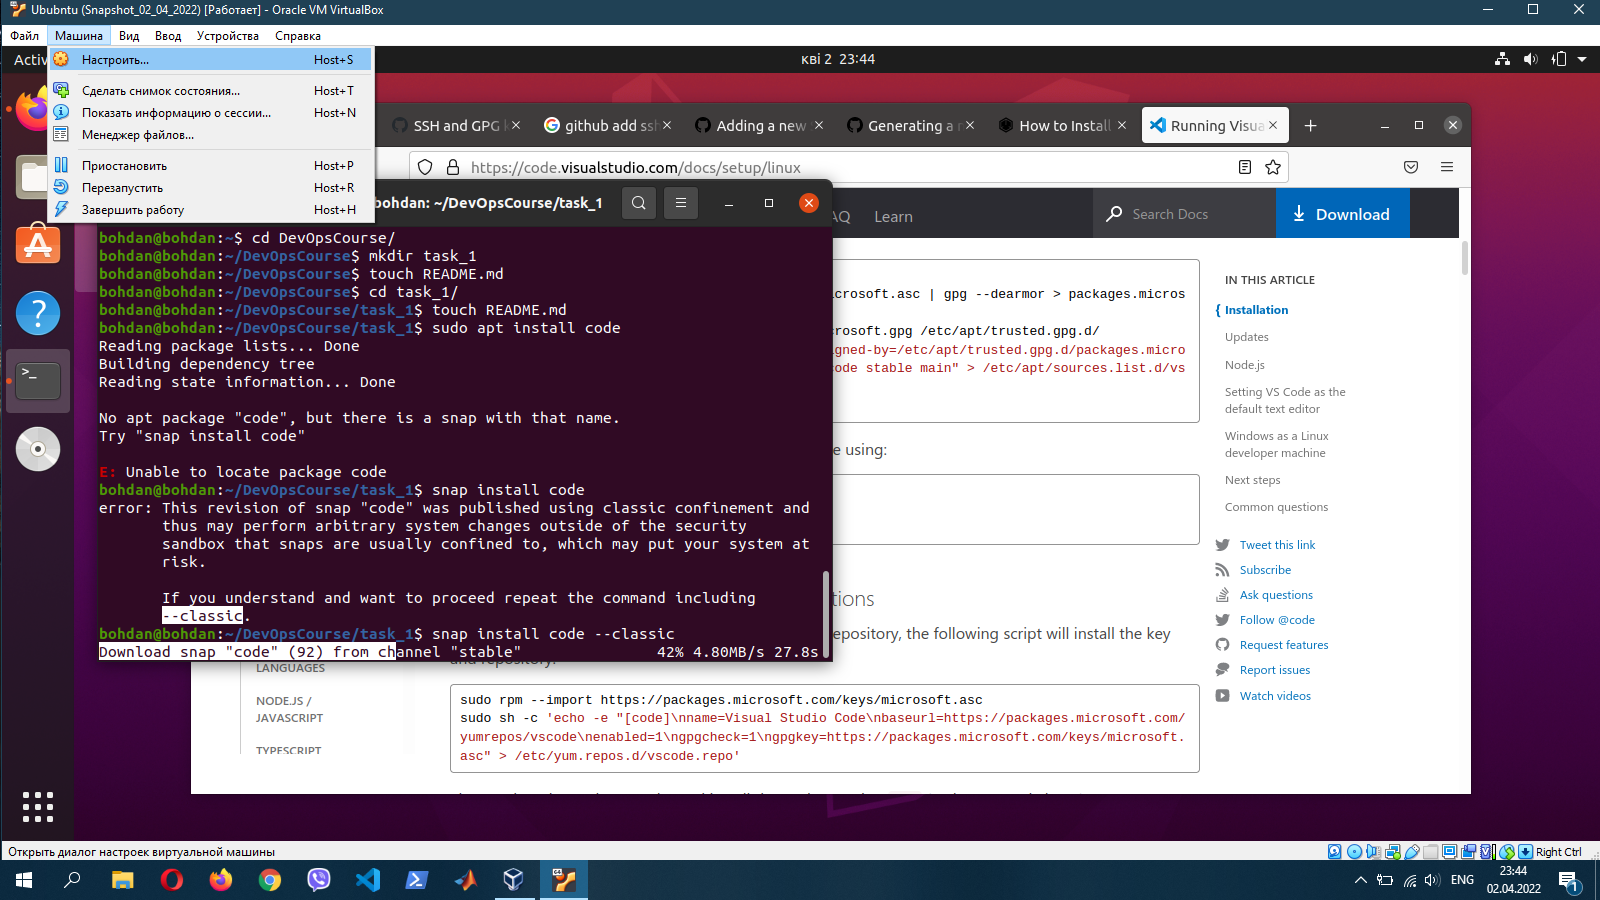 Ububntu (Snapshot_02_04_2022) [Работает] - Oracle VM VirtualBox
Файл Машина Вид Ввод Устройства Справка
Настроить... Host+S
Сделать снимок состояния... Host+T
Показать информацию о сессии... Host+N
Менеджер файлов...
Приостановить Host+P
Перезапустить Host+R
Завершить работу Host+H
Activ
кві 2 23:44
SSH and GPG
github add ssh
Adding a new
Generating a
How to Install
Running Visua
https://code.visualstudio.com/docs/setup/linux
AQ Learn
Search Docs
Download
bohdan: ~/DevOpsCourse/task_1
bohdan@bohdan:~$ cd DevOpsCourse/
bohdan@bohdan:~/DevOpsCourse$ mkdir task_1
bohdan@bohdan:~/DevOpsCourse$ touch README.md
bohdan@bohdan:~/DevOpsCourse$ cd task_1/
bohdan@bohdan:~/DevOpsCourse/task_1$ touch README.md
bohdan@bohdan:~/DevOpsCourse/task_1$ sudo apt install code
Reading package lists... Done
Building dependency tree
Reading state information... Done
No apt package "code", but there is a snap with that name.
Try "snap install code"
E: Unable to locate package code
bohdan@bohdan:~/DevOpsCourse/task_1$ snap install code
error: This revision of snap "code" was published using classic confinement and
thus may perform arbitrary system changes outside of the security
sandbox that snaps are usually confined to, which may put your system at
risk.
If you understand and want to proceed repeat the command including
--classic.
bohdan@bohdan:~/DevOpsCourse/task_1$ snap install code --classic
Download snap "code" (92) from channel "stable" 42% 4.80MB/s 27.8s
icrosoft.asc | gpg --dearmor > packages.micros
rosoft.gpg /etc/apt/trusted.gpg.d/
igned-by=/etc/apt/trusted.gpg.d/packages.micro
code stable main" > /etc/apt/sources.list.d/vs
e using:
tions
epository, the following script will install the key
sudo rpm --import https://packages.microsoft.com/keys/microsoft.asc
sudo sh -c 'echo -e "[code]\nname=Visual Studio Code\nbaseurl=https://packages.microsoft.com/
yumrepos/vscode\nenabled=1\ngpgcheck=1\ngpgkey=https://packages.microsoft.com/keys/microsoft.
asc" > /etc/yum.repos.d/vscode.repo'
LANGUAGES
NODE.JS /
JAVASCRIPT
TYPESCRIPT
IN THIS ARTICLE
Installation
Updates
Node.js
Setting VS Code as the
default text editor
Windows as a Linux
developer machine
Next steps
Common questions
Tweet this link
Subscribe
Ask questions
Follow @code
Request features
Report issues
Watch videos
Открыть диалог настроек виртуальной машины
Right Ctrl
ENG
23:44
02.04.2022
1